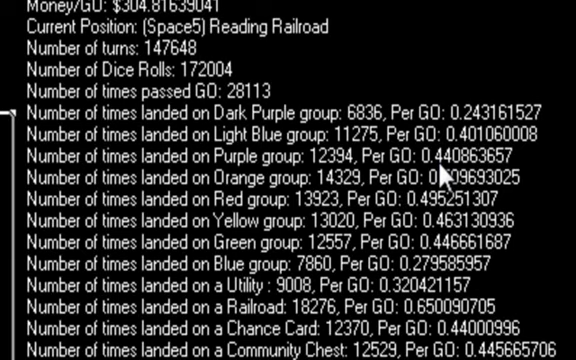 Money/GO: $304.81639041
Current Position: (Space5) Reading Railroad
Number of turns: 147648
Number of Dice Rolls: 172004
Number of times passed GO: 28113
Number of times landed on Dark Purple group: 6836, Per GO: 0.243161527
Number of times landed on Light Blue group: 11275, Per GO: 0.401060008
Number of times landed on Purple group: 12394, Per GO: 0.440863657
Number of times landed on Orange group: 14329, Per GO:
Number of times landed on Red group: 13923, Per GO: 0.495251307
Number of times landed on Yellow group: 13020, Per GO: 0.463130936
Number of times landed on Green group: 12557, Per GO: 0.446661687
Number of times landed on Blue group: 7860, Per GO: 0.279585957
Number of times landed on a Utility : 9008, Per GO: 0.320421157
Number of times landed on a Railroad: 18276, Per GO: 0.650090705
Number of times landed on a Chance Card: 12370, Per GO: 0.44000996
Number of times landed on a Community Chest: 12529, Per GO: 0.445665706